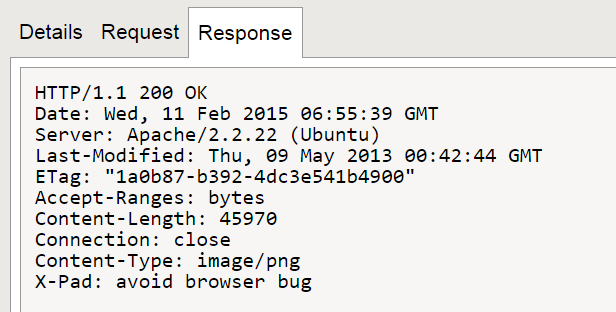 Details Request Response
HTTP/1.1 200 OK
Date: Wed, 11 Feb 2015 06:55:39 GMT
Server: Apache/2.2.22 (Ubuntu)
Last-Modified: Thu, 09 May 2013 00:42:44 GMT
ETag: "1a0b87-b392-4dc3e541b4900"
Accept-Ranges: bytes
Content-Length: 45970
Connection: close
Content-Type: image/png
X-Pad: avoid browser bug